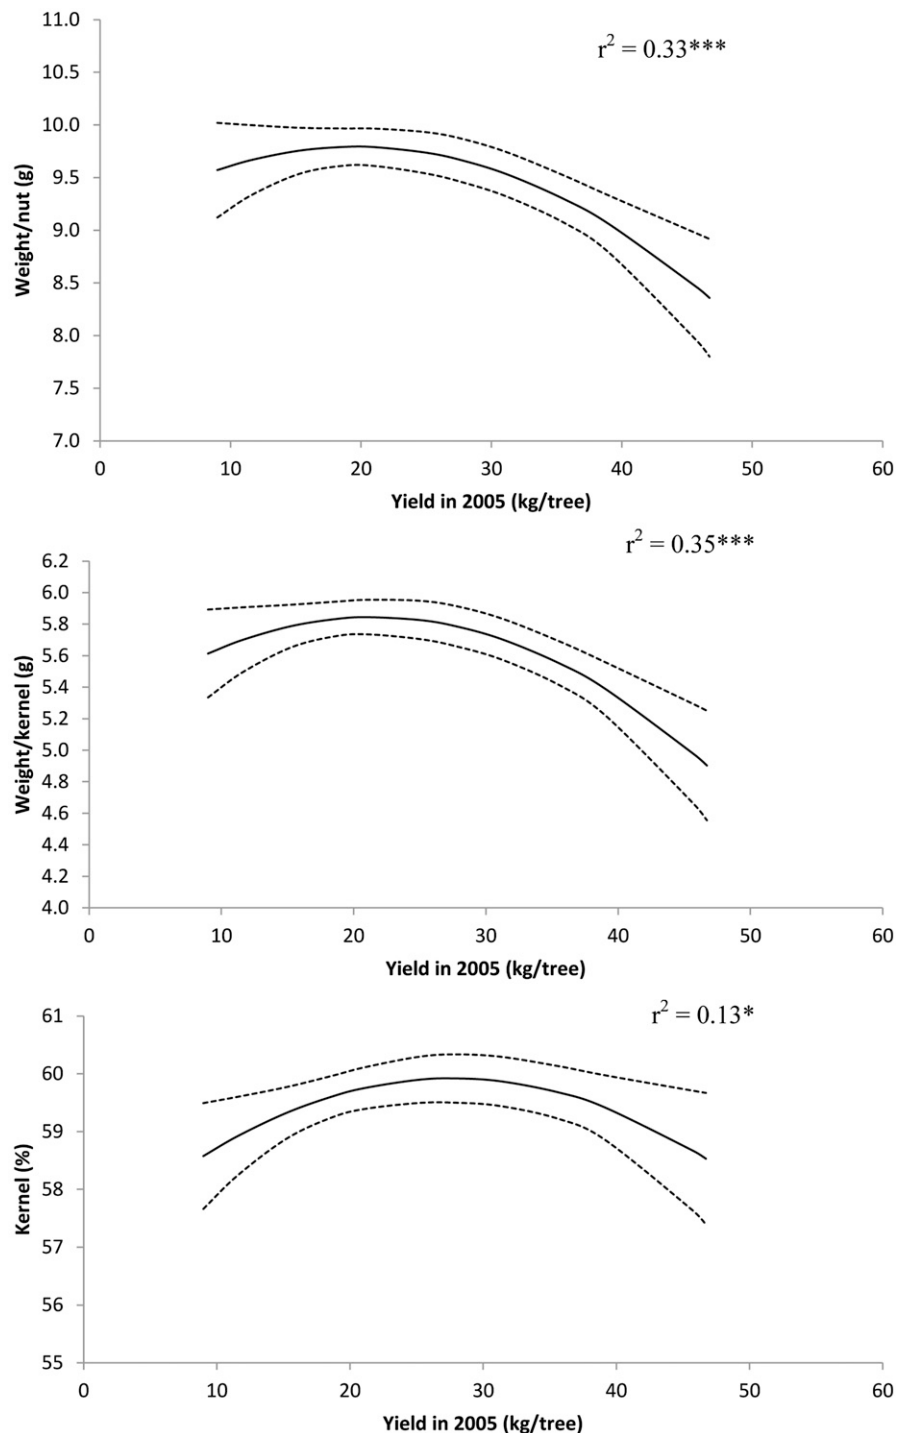 r² = 0.33***
Weight/nut (g)
11.0
10.5
10.0
9.5
9.0
8.5
8.0
7.5
7.0
0 10 20 30 40 50 60
Yield in 2005 (kg/tree)
r² = 0.35***
Weight/kernel (g)
6.2
6.0
5.8
5.6
5.4
5.2
5.0
4.8
4.6
4.4
4.2
4.0
0 10 20 30 40 50 60
Yield in 2005 (kg/tree)
r² = 0.13*
Kernel (%)
61
60
59
58
57
56
55
0 10 20 30 40 50 60
Yield in 2005 (kg/tree)